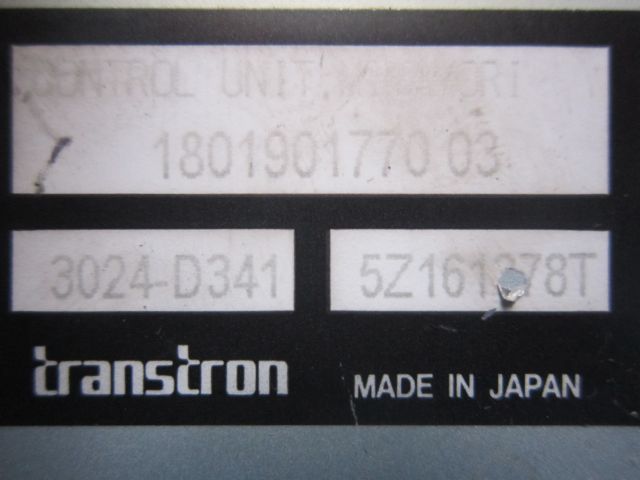 CONTROL UNIT;
1801901770 03
3024-D341
transtron
MADE IN JAPAN